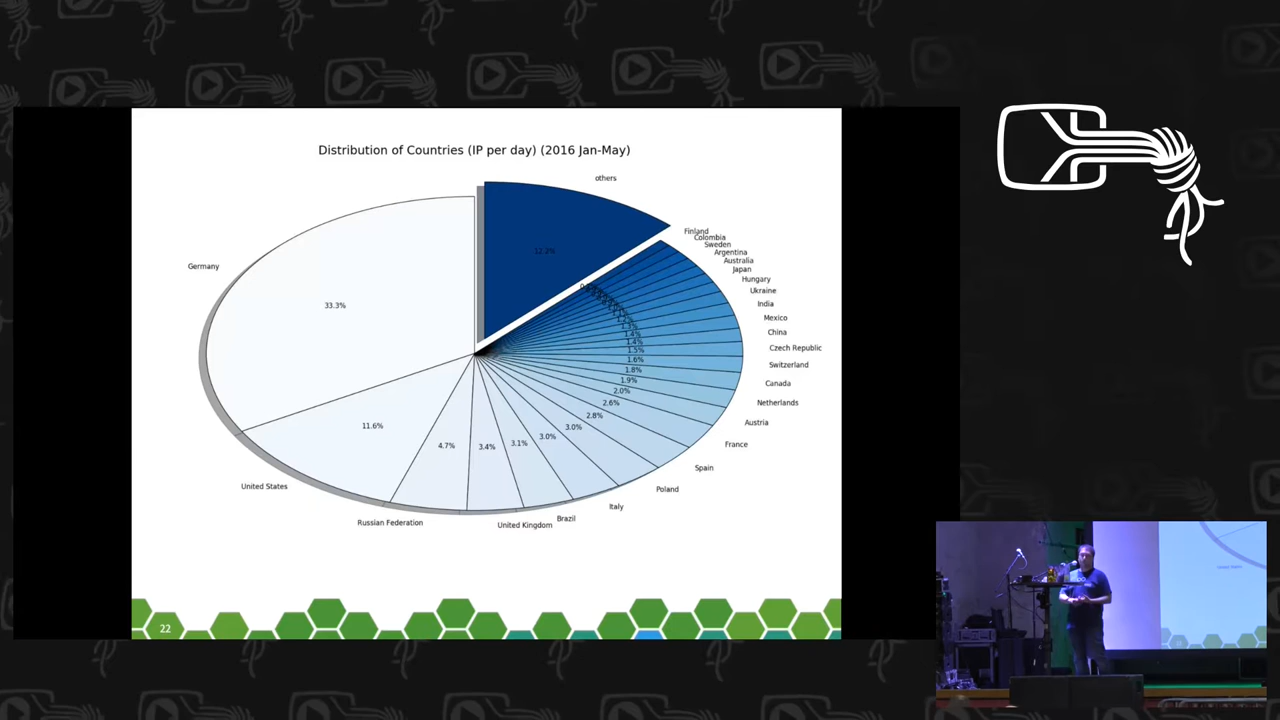 Distribution of Countries (IP per day) (2016 Jan-May)
others
12.2%
Finland
Colombia
Sweden
Argentina
Australia
Japan
Hungary
Ukraine
India
Mexico
China
Czech Republic
Switzerland
Canada
Netherlands
Austria
France
Spain
Poland
Italy
Brazil
United Kingdom
Russian Federation
United States
Germany
33.3%
11.6%
4.7%
3.4%
3.1%
3.0%
3.0%
2.8%
2.6%
2.0%
1.9%
1.8%
1.6%
1.5%
1.4%
1.4%
1.3%
22